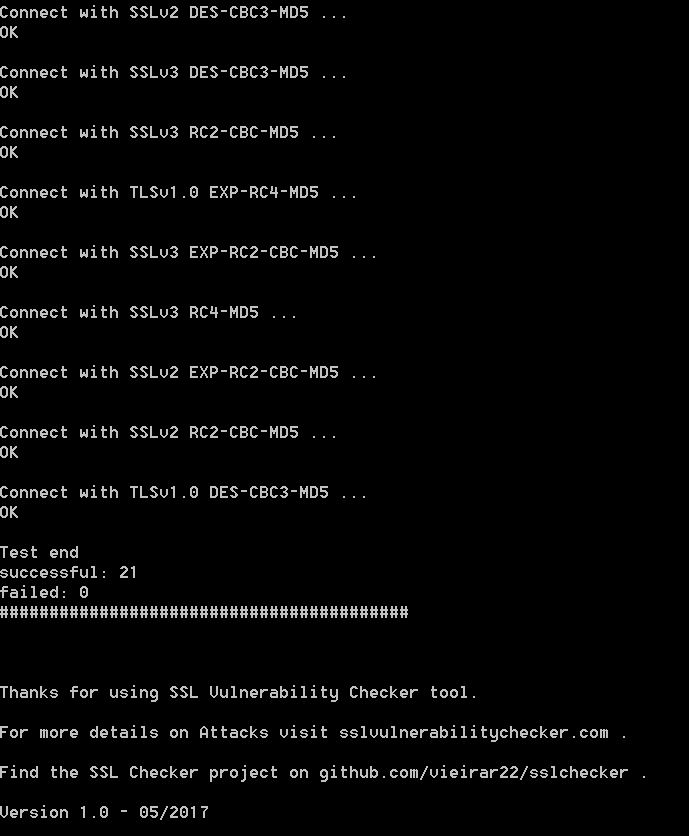 Connect with SSLv2 DES-CBC3-MD5 ...
OK
Connect with SSLv3 DES-CBC3-MD5 ...
OK
Connect with SSLv3 RC2-CBC-MD5 ...
OK
Connect with TLSv1.0 EXP-RC4-MD5 ...
OK
Connect with SSLv3 EXP-RC2-CBC-MD5 ...
OK
Connect with SSLv3 RC4-MD5 ...
OK
Connect with SSLv2 EXP-RC2-CBC-MD5 ...
OK
Connect with SSLv2 RC2-CBC-MD5 ...
OK
Connect with TLSv1.0 DES-CBC3-MD5 ...
OK
Test end
successful: 21
failed: 0
#########################################
Thanks for using SSL Vulnerability Checker tool.
For more details on Attacks visit sslvulnerabilitychecker.com .
Find the SSL Checker project on github.com/vieirar22/sslchecker .
Version 1.0 - 05/2017